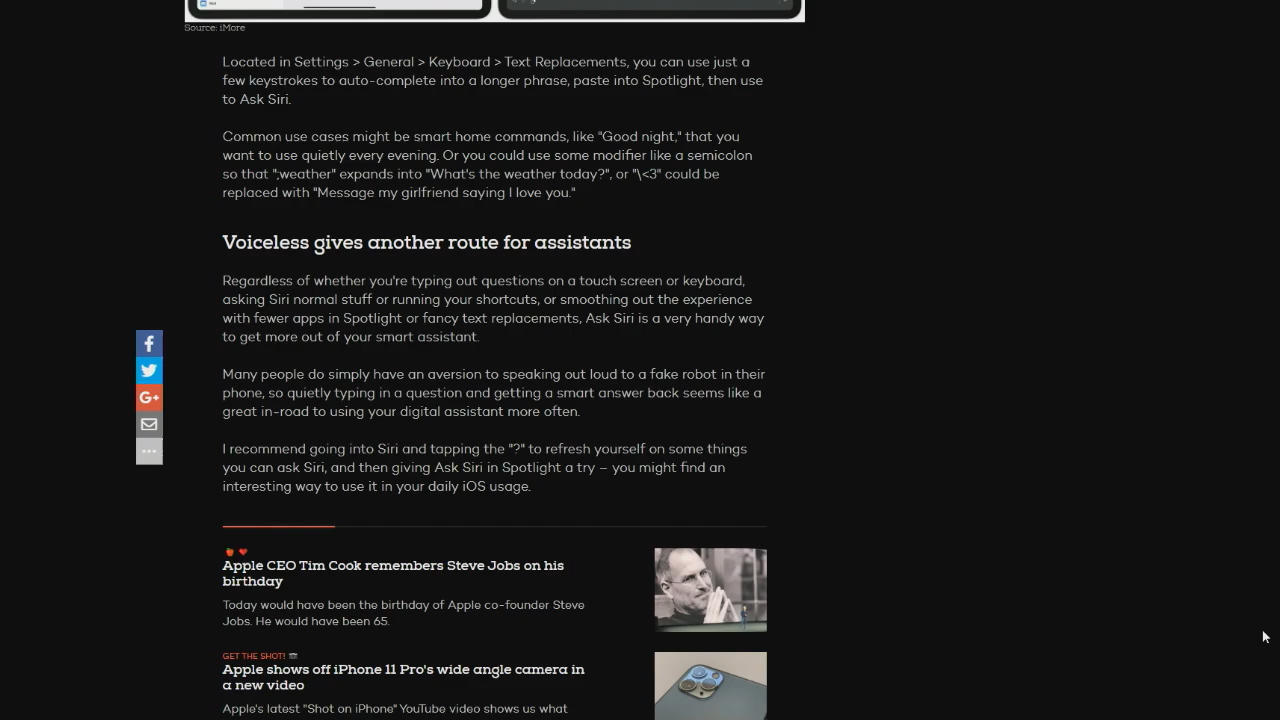 Source: iMore
Located in Settings > General > Keyboard > Text Replacements, you can use just a
few keystrokes to auto-complete into a longer phrase, paste into Spotlight, then use
to Ask Siri.
Common use cases might be smart home commands, like "Good night," that you
want to use quietly every evening. Or you could use some modifier like a semicolon
so that ";weather" expands into "What's the weather today?", or "\<3" could be
replaced with "Message my girlfriend saying I love you."
Voiceless gives another route for assistants
Regardless of whether you're typing out questions on a touch screen or keyboard,
asking Siri normal stuff or running your shortcuts, or smoothing out the experience
with fewer apps in Spotlight or fancy text replacements, Ask Siri is a very handy way
to get more out of your smart assistant.
Many people do simply have an aversion to speaking out loud to a fake robot in their
phone, so quietly typing in a question and getting a smart answer back seems like a
great in-road to using your digital assistant more often.
I recommend going into Siri and tapping the "?" to refresh yourself on some things
you can ask Siri, and then giving Ask Siri in Spotlight a try – you might find an
interesting way to use it in your daily iOS usage.
Apple CEO Tim Cook remembers Steve Jobs on his
birthday
Today would have been the birthday of Apple co-founder Steve
Jobs. He would have been 65.
GET THE SHOT!
Apple shows off iPhone 11 Pro's wide angle camera in
a new video
Apple's latest "Shot on iPhone" YouTube video shows us what